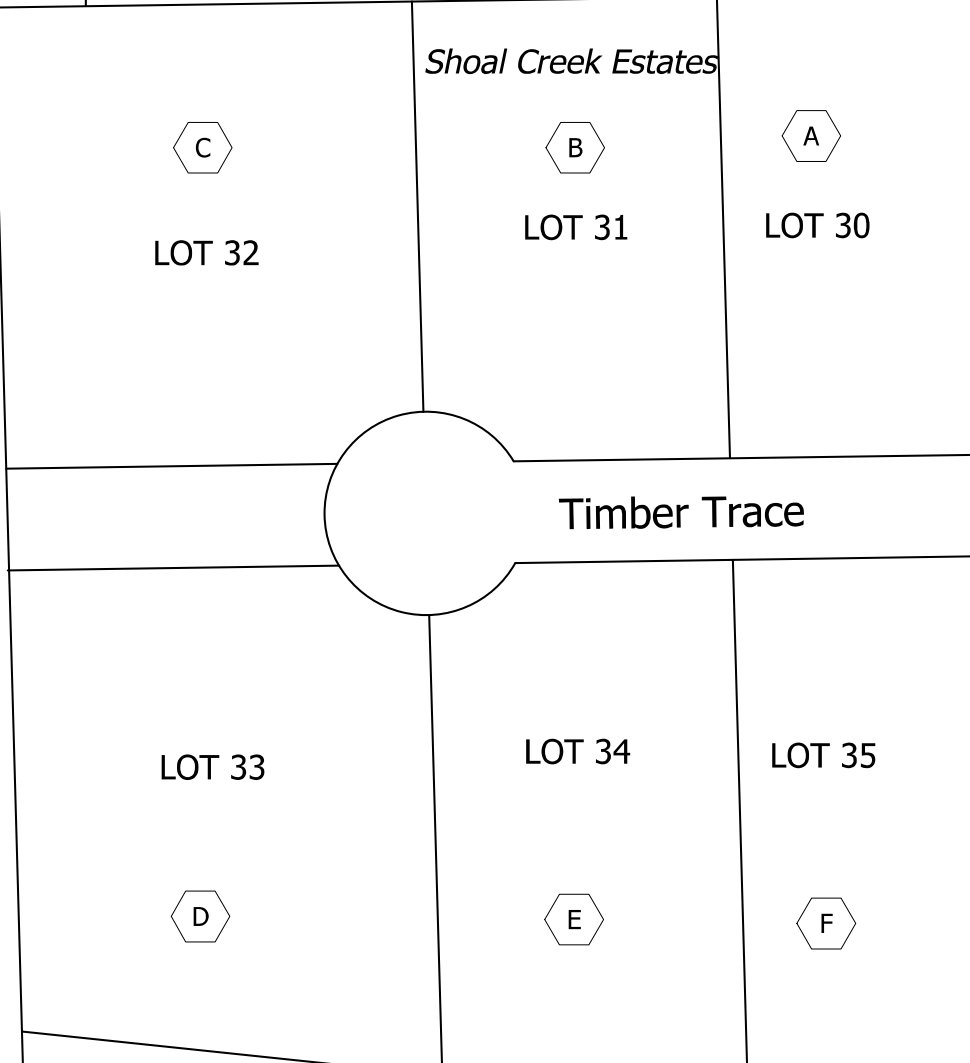 Shoal Creek Estates
C
B
A
LOT 32
LOT 31
LOT 30
Timber Trace
LOT 33
LOT 34
LOT 35
D
E
F